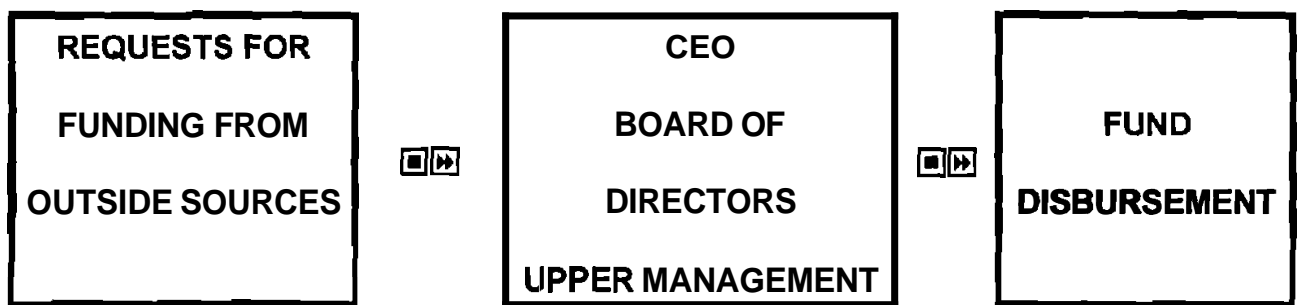 REQUESTS FOR
FUNDING FROM
OUTSIDE SOURCES
CEO
BOARD OF
DIRECTORS
UPPER MANAGEMENT
FUND
DISBURSEMENT